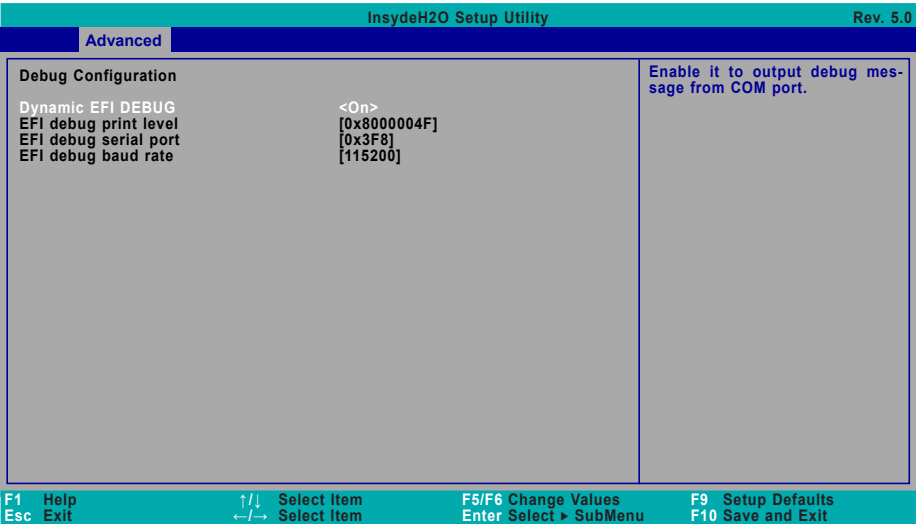 InsydeH2O Setup Utility Rev. 5.0
Advanced
Debug Configuration
Dynamic EFI DEBUG <On>
EFI debug print level [0x8000004F]
EFI debug serial port [0x3F8]
EFI debug baud rate [115200]
Enable it to output debug mes-
sage from COM port.
F1 Help ↑/↓ Select Item F5/F6 Change Values F9 Setup Defaults
Esc Exit ←/→ Select Item Enter Select ▶ SubMenu F10 Save and Exit